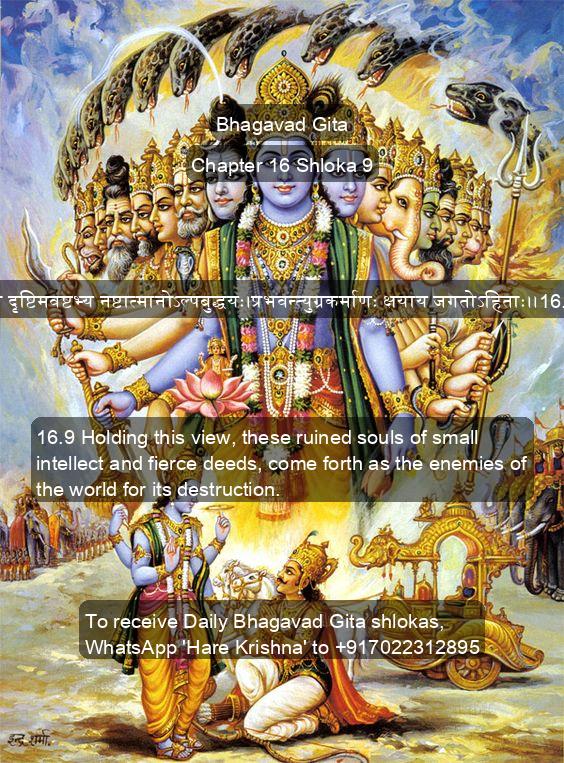 Bhagavad Gita
Chapter 16 Shloka 9
दृष्टिमवष्टभ्य नष्टात्मानोऽल्पबुद्धयः।प्रभवन्त्युग्रकर्माणः क्षयाय जगतोऽहिताः।।16.
16.9 Holding this view, these ruined souls of small
intellect and fierce deeds, come forth as the enemies of
the world for its destruction.
To receive Daily Bhagavad Gita shlokas,
WhatsApp 'Hare Krishna' to +917022312895
इन्द्र शर्मा.